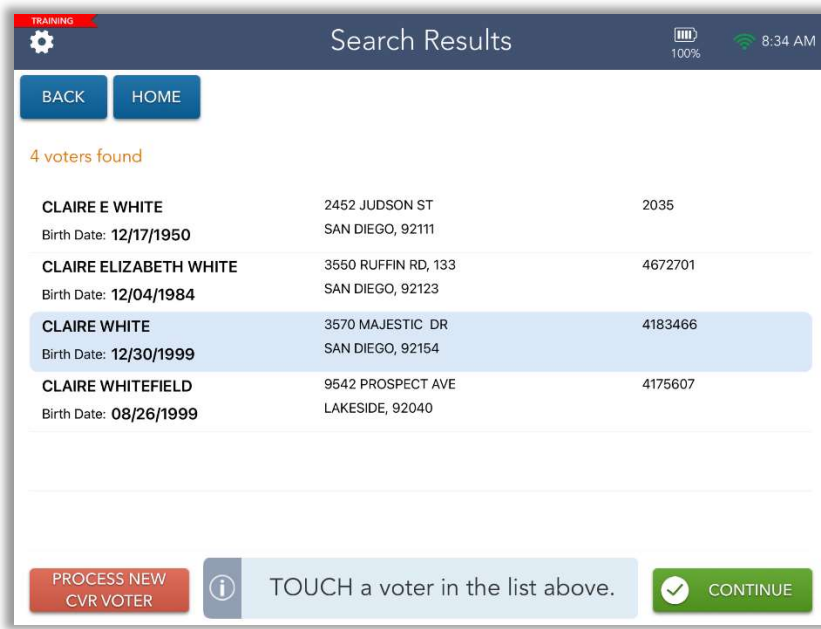 TRAINING
Search Results
100%
8:34 AM
BACK
HOME
4 voters found
CLAIRE E WHITE
Birth Date: 12/17/1950
2452 JUDSON ST
SAN DIEGO, 92111
2035
CLAIRE ELIZABETH WHITE
Birth Date: 12/04/1984
3550 RUFFIN RD, 133
SAN DIEGO, 92123
4672701
CLAIRE WHITE
Birth Date: 12/30/1999
3570 MAJESTIC DR
SAN DIEGO, 92154
4183466
CLAIRE WHITEFIELD
Birth Date: 08/26/1999
9542 PROSPECT AVE
LAKESIDE, 92040
4175607
PROCESS NEW
CVR VOTER
TOUCH a voter in the list above.
CONTINUE